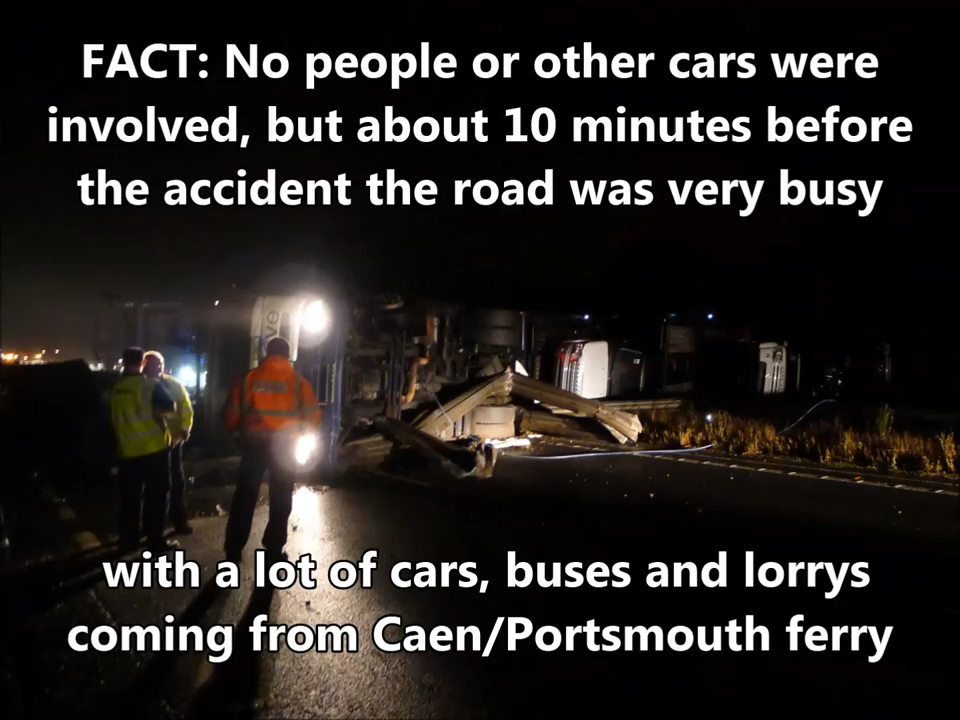 FACT: No people or other cars were
involved, but about 10 minutes before
the accident the road was very busy
with a lot of cars, buses and lorrys
coming from Caen/Portsmouth ferry